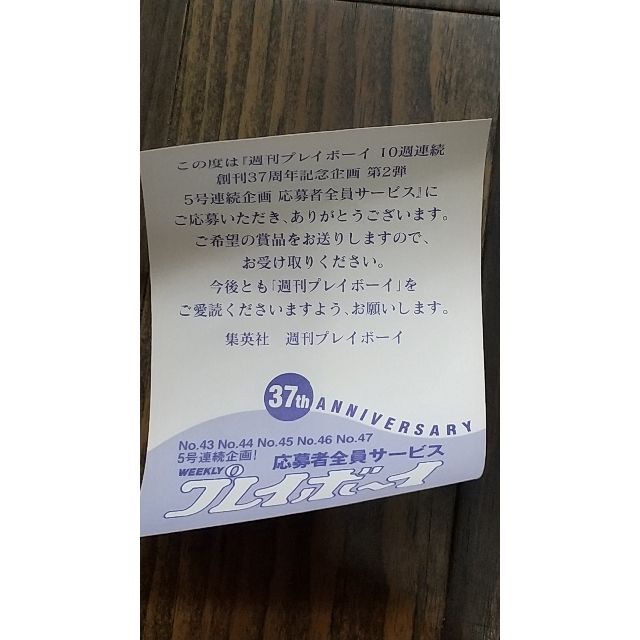 この度は『週刊プレイボーイ 10週連続
創刊37周年記念企画 第2弾
5号連続企画 応募者全員サービス』に
ご応募いただき、ありがとうございます。
ご希望の賞品をお送りしますので、
お受け取りください。
今後とも「週刊プレイボーイ」を
ご愛読くださいますよう、お願いします。
集英社　週刊プレイボーイ
37th ANNIVERSARY
No.43 No.44 No.45 No.46 No.47
5号連続企画! 応募者全員サービス
WEEKLY
プレイボーイ